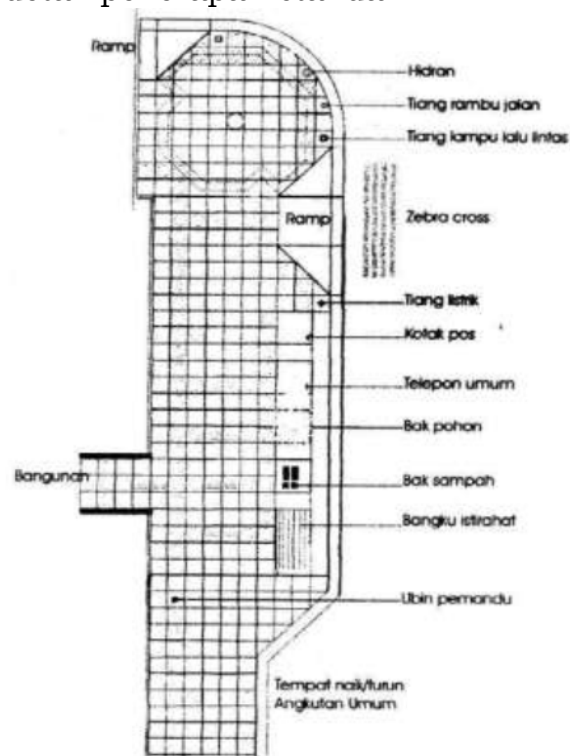 Ramp
Hidran
Tiang rambu jalan
Tiang lampu lalu lintas
Ramp
Zebra cross
Tiang listrik
Kotak pos
Telepon umum
Bak pohon
Bangunan
Bak sampah
Bangku istirahat
Ubin pemandu
Tempat naik/turun
Angkutan Umum